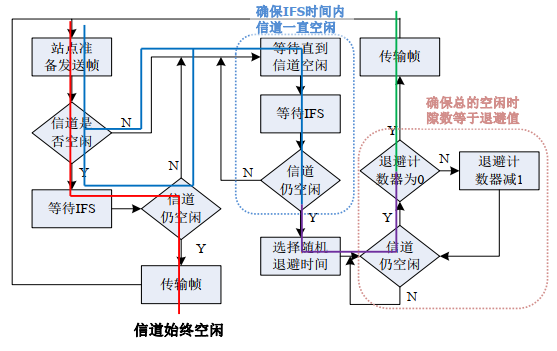 确保IFS时间内
信道一直空闲
站点准
备发送帧
等待直到
信道空闲
传输帧
确保总的空闲时
隙数等于退避值
信道是
否空闲
N
等待IFS
Y
N
信道
仍空闲
N
Y
退避计
数器为0
N
退避计
数器减1
Y
等待IFS
信道
仍空闲
Y
Y
选择随机
退避时间
信道
仍空闲
N
传输帧
信道始终空闲